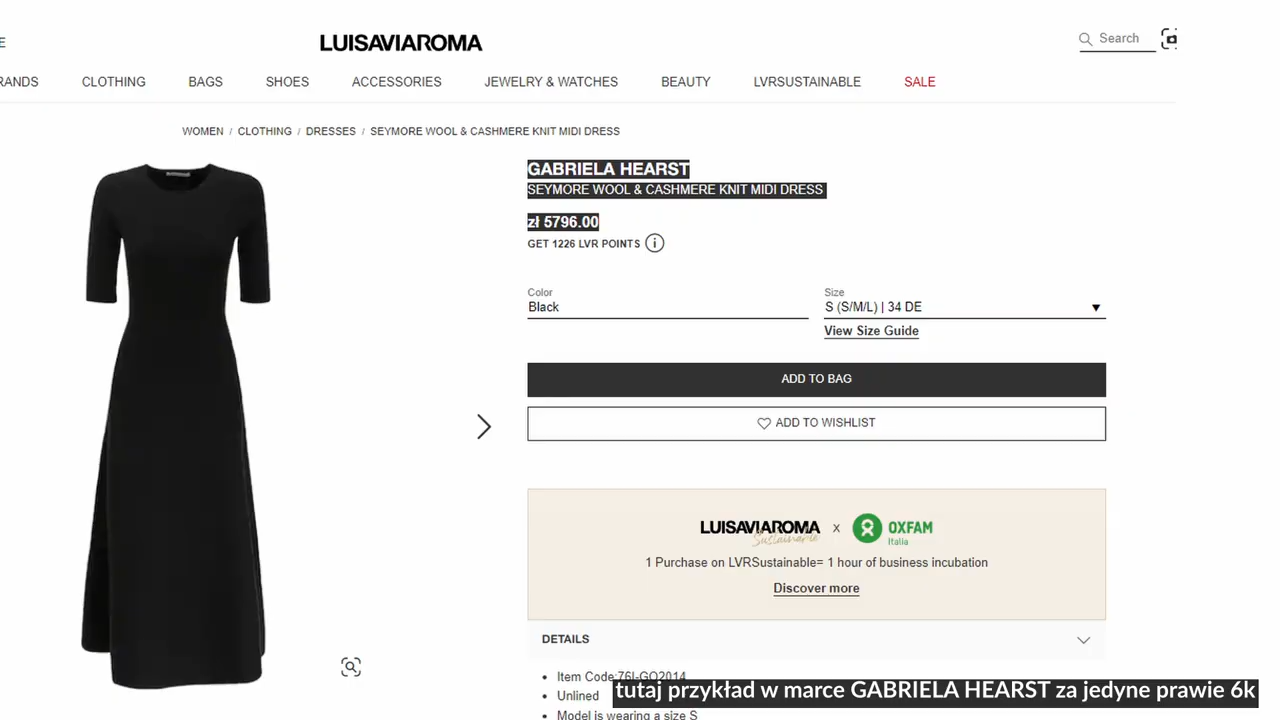 E
LUISAVIAROMA
Search
RANDS CLOTHING BAGS SHOES ACCESSORIES JEWELRY & WATCHES BEAUTY LVRSUSTAINABLE SALE
WOMEN / CLOTHING / DRESSES / SEYMORE WOOL & CASHMERE KNIT MIDI DRESS
GABRIELA HEARST
SEYMORE WOOL & CASHMERE KNIT MIDI DRESS
zł 5796.00
GET 1226 LVR POINTS
Color
Black
Size
S (S/M/L) | 34 DE
View Size Guide
ADD TO BAG
ADD TO WISHLIST
LUISAVIAROMA Sustainable x OXFAM Italia
1 Purchase on LVRSustainable= 1 hour of business incubation
Discover more
DETAILS
Item Code:76I-GO2014
Unlined
Model is wearing a size S
tutaj przykład w marce GABRIELA HEARST za jedyne prawie 6k